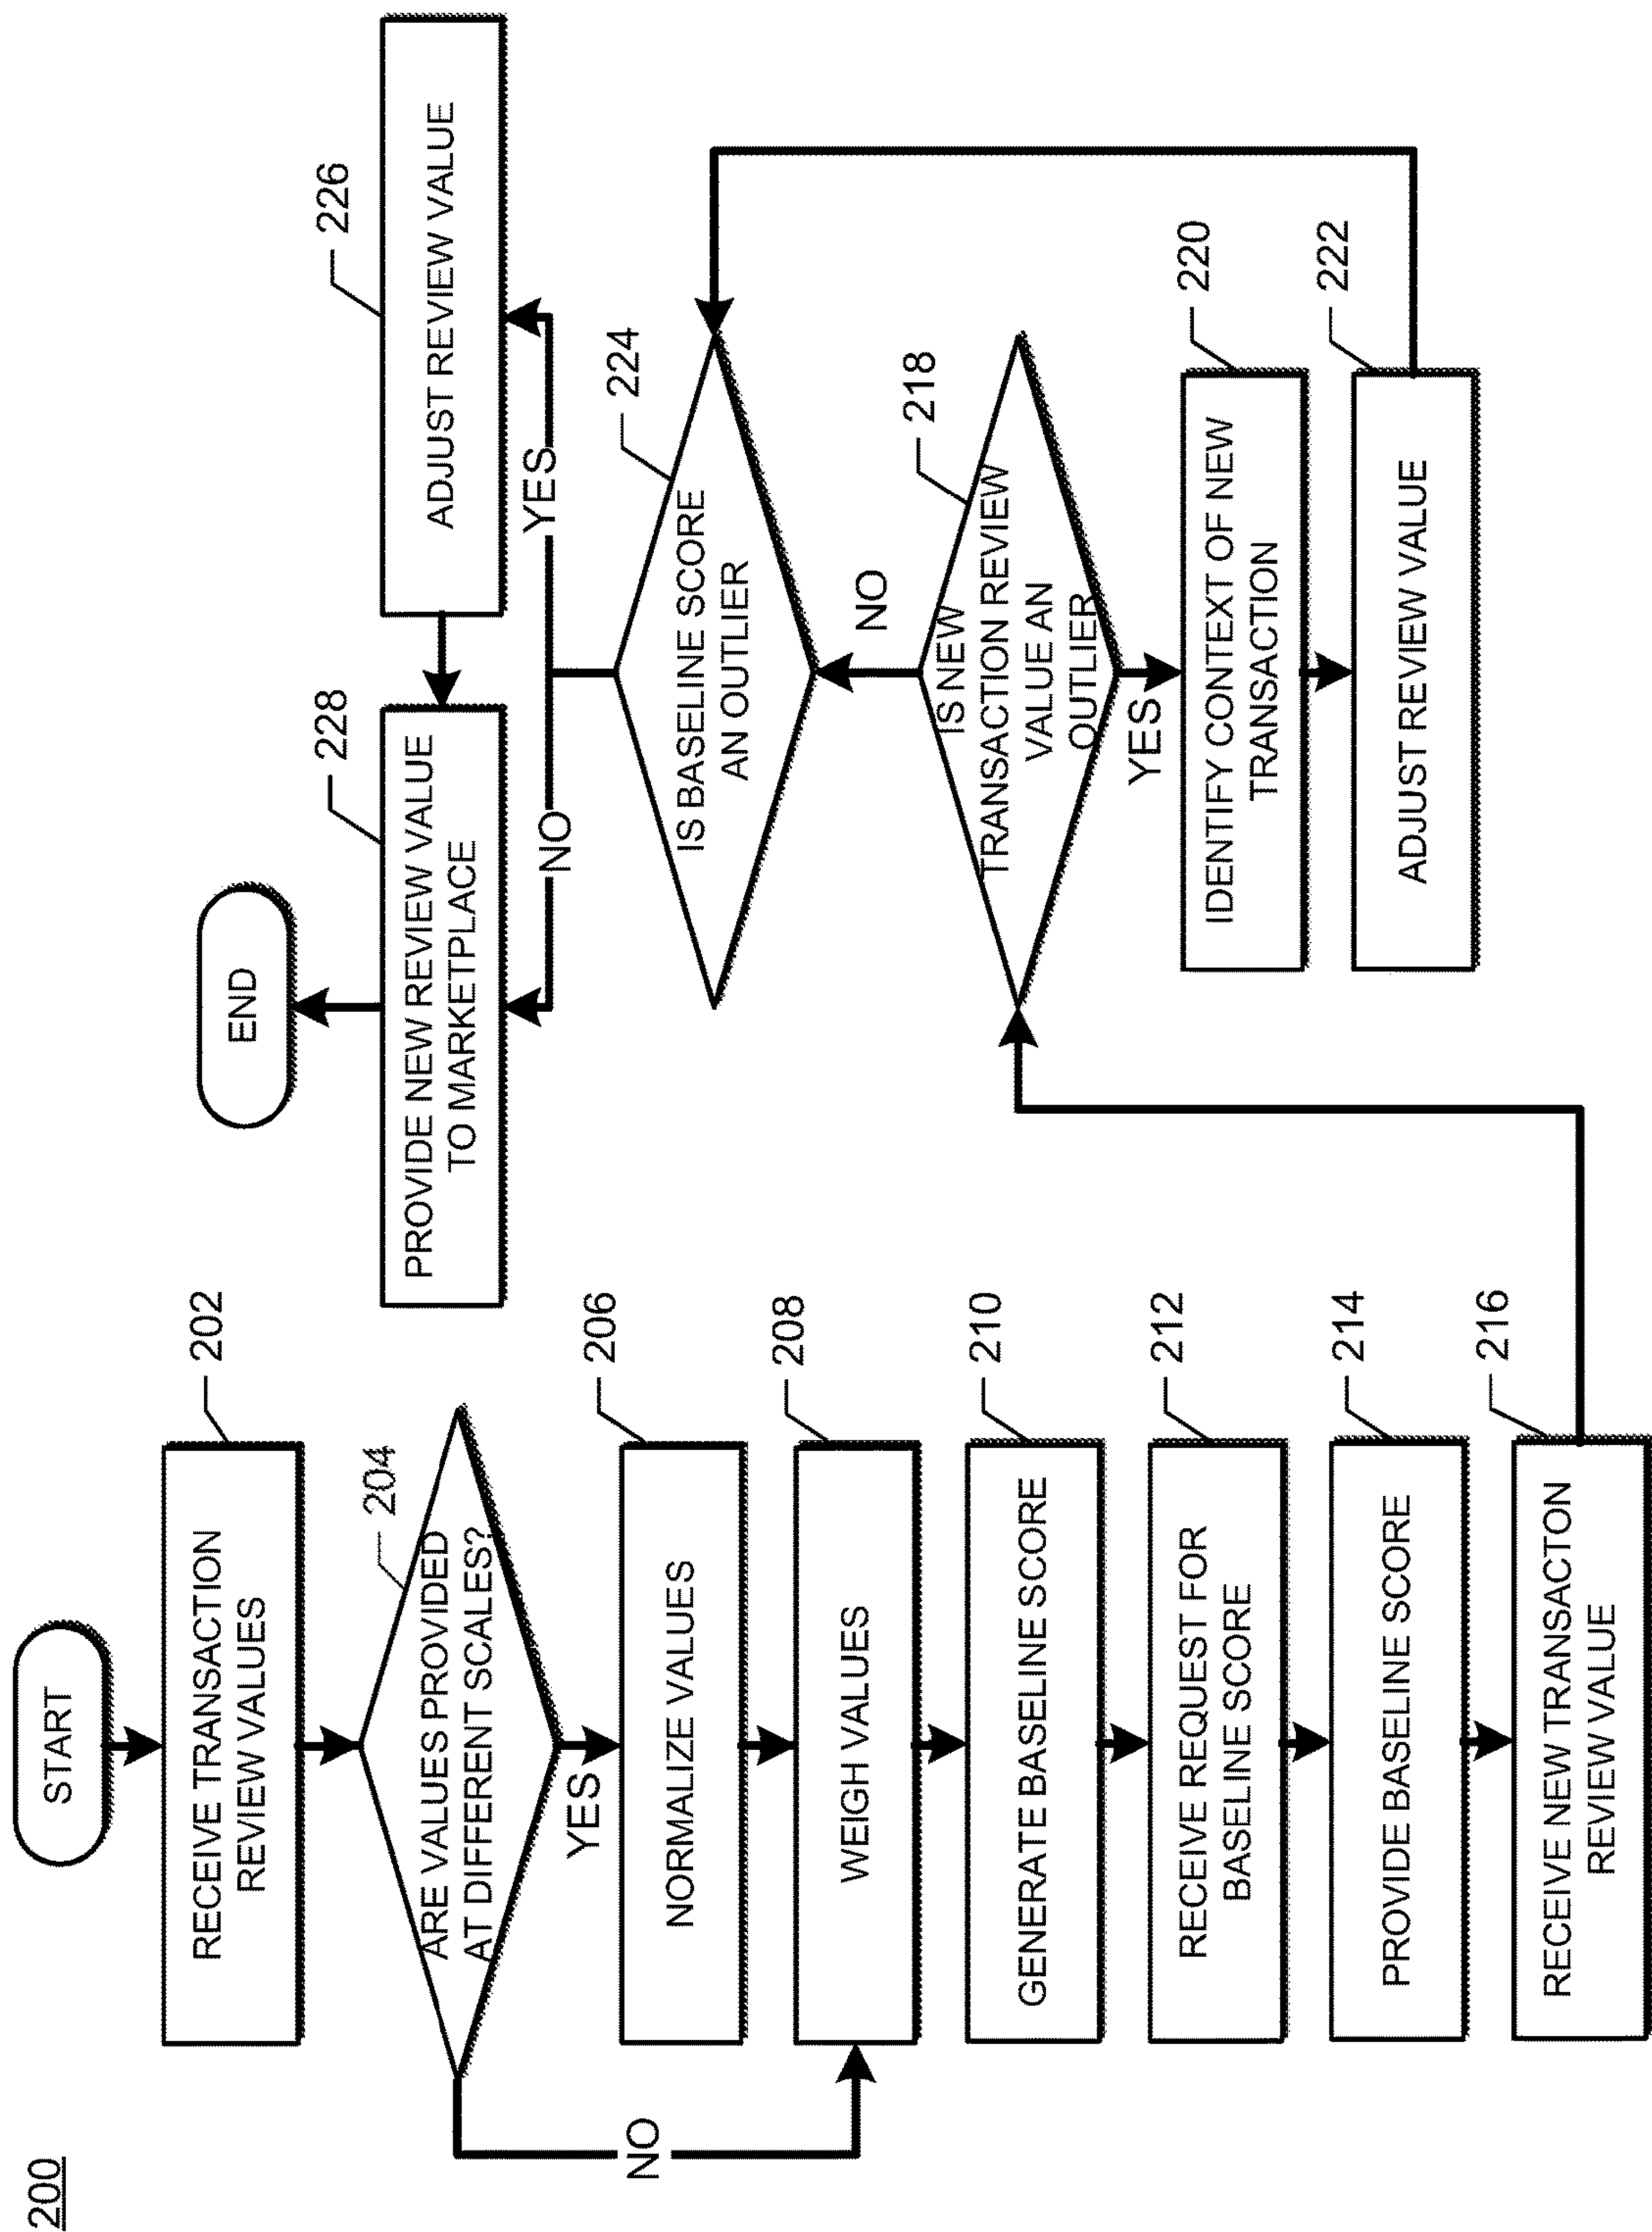 200
START
RECEIVE TRANSACTION
REVIEW VALUES
202
ARE VALUES PROVIDED
AT DIFFERENT SCALES?
204
YES
NO
NORMALIZE VALUES
206
WEIGH VALUES
208
GENERATE BASELINE SCORE
210
RECEIVE REQUEST FOR
BASELINE SCORE
212
PROVIDE BASELINE SCORE
214
RECEIVE NEW TRANSACTON
REVIEW VALUE
216
END
PROVIDE NEW REVIEW VALUE
TO MARKETPLACE
228
ADJUST REVIEW VALUE
226
NO
YES
IS BASELINE SCORE
AN OUTLIER
224
NO
IS NEW
TRANSACTION REVIEW
VALUE AN
OUTLIER
218
YES
IDENTIFY CONTEXT OF NEW
TRANSACTION
220
ADJUST REVIEW VALUE
222